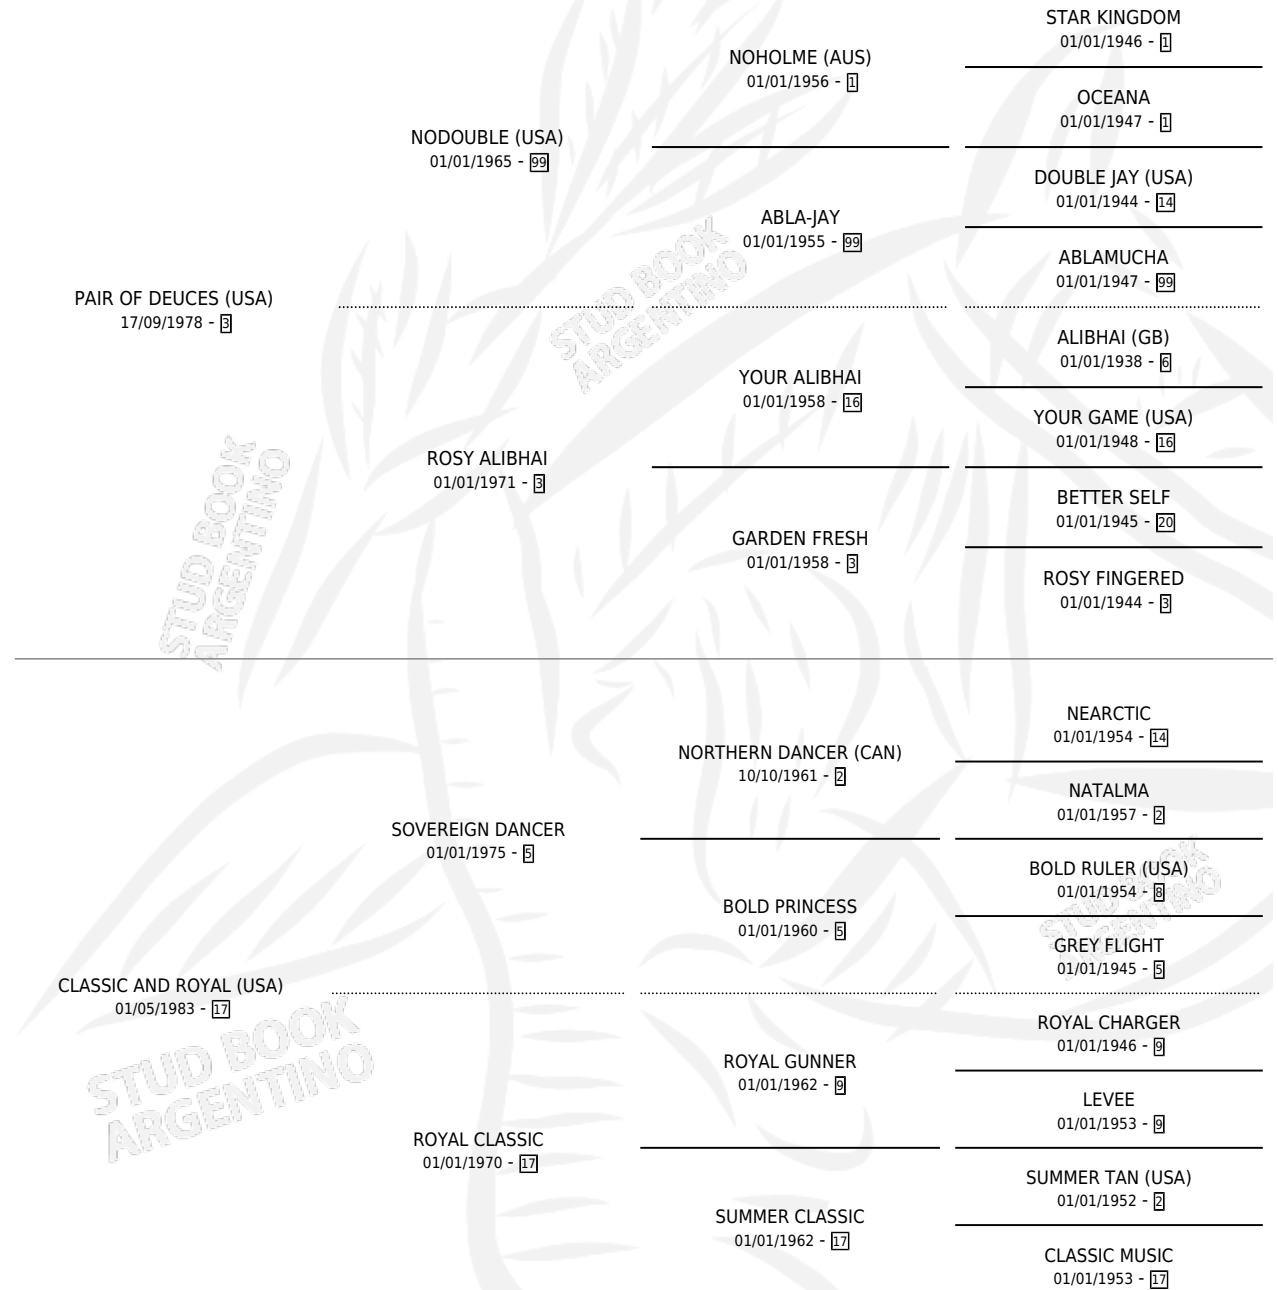 STAR KINGDOM
01/01/1946 - 1
NOHOLME (AUS)
01/01/1956 - 1
OCEANA
01/01/1947 - 1
NODOUBLE (USA)
01/01/1965 - 99
DOUBLE JAY (USA)
01/01/1944 - 14
ABLA-JAY
01/01/1955 - 99
ABLAMUCHA
01/01/1947 - 99
PAIR OF DEUCES (USA)
17/09/1978 - 3
ALIBHAI (GB)
01/01/1938 - 6
YOUR ALIBHAI
01/01/1958 - 16
YOUR GAME (USA)
01/01/1948 - 16
ROSY ALIBHAI
01/01/1971 - 3
BETTER SELF
01/01/1945 - 20
GARDEN FRESH
01/01/1958 - 3
ROSY FINGERED
01/01/1944 - 3
NEARCTIC
01/01/1954 - 14
NORTHERN DANCER (CAN)
10/10/1961 - 2
NATALMA
01/01/1957 - 2
SOVEREIGN DANCER
01/01/1975 - 5
BOLD RULER (USA)
01/01/1954 - 8
BOLD PRINCESS
01/01/1960 - 5
GREY FLIGHT
01/01/1945 - 5
CLASSIC AND ROYAL (USA)
01/05/1983 - 17
ROYAL CHARGER
01/01/1946 - 9
ROYAL GUNNER
01/01/1962 - 9
LEVEE
01/01/1953 - 9
ROYAL CLASSIC
01/01/1970 - 17
SUMMER TAN (USA)
01/01/1952 - 2
SUMMER CLASSIC
01/01/1962 - 17
CLASSIC MUSIC
01/01/1953 - 17
STUD BOOK
ARGENTINO
STUD BOOK
ARGENTINO
STUD BOOK
ARGENTINO
STUD BOOK
ARGENTINO